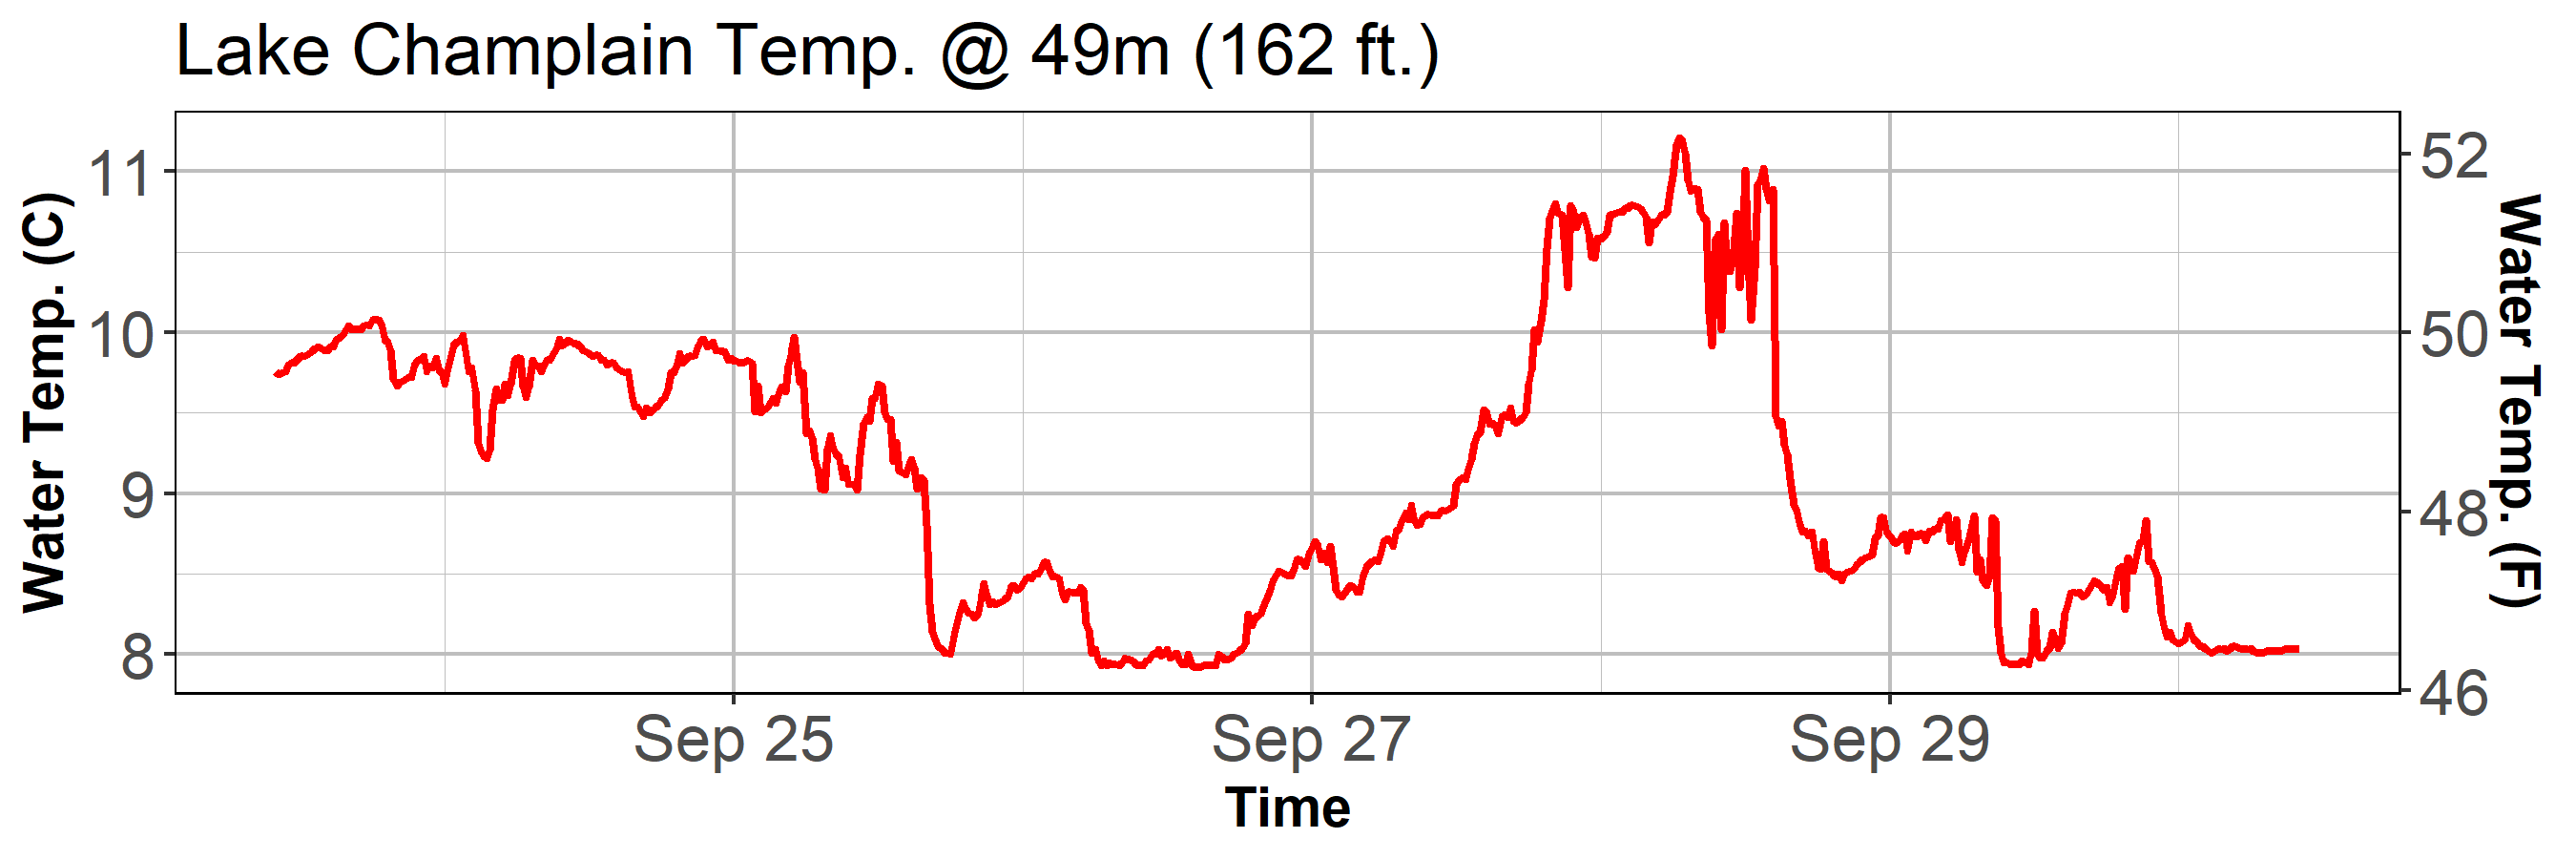 Lake Champlain Temp. @ 49m (162 ft.)
Water Temp. (C)
11
10
9
8
52
50
48
46
Water Temp. (F)
Sep 25 Sep 27 Sep 29
Time